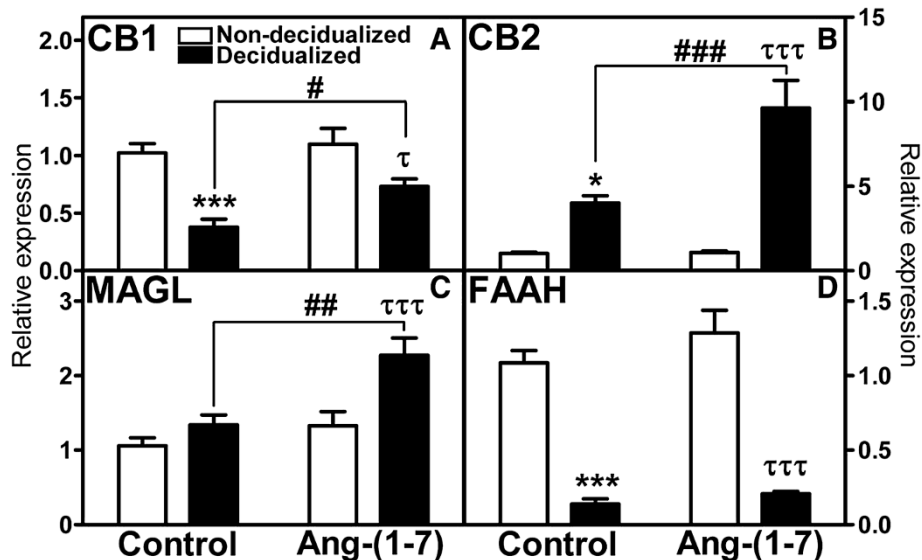 CB1
Non-decidualized
Decidualized
A
CB2
B
2.0
1.5
1.0
0.5
0.0
#
***
τ
15
10
5
0
###
*
τττ
Relative expression
Relative expression
MAGL
C
FAAH
D
3
2
1
0
##
τττ
1.5
1.0
0.5
0.0
***
τττ
Control
Ang-(1-7)
Control
Ang-(1-7)